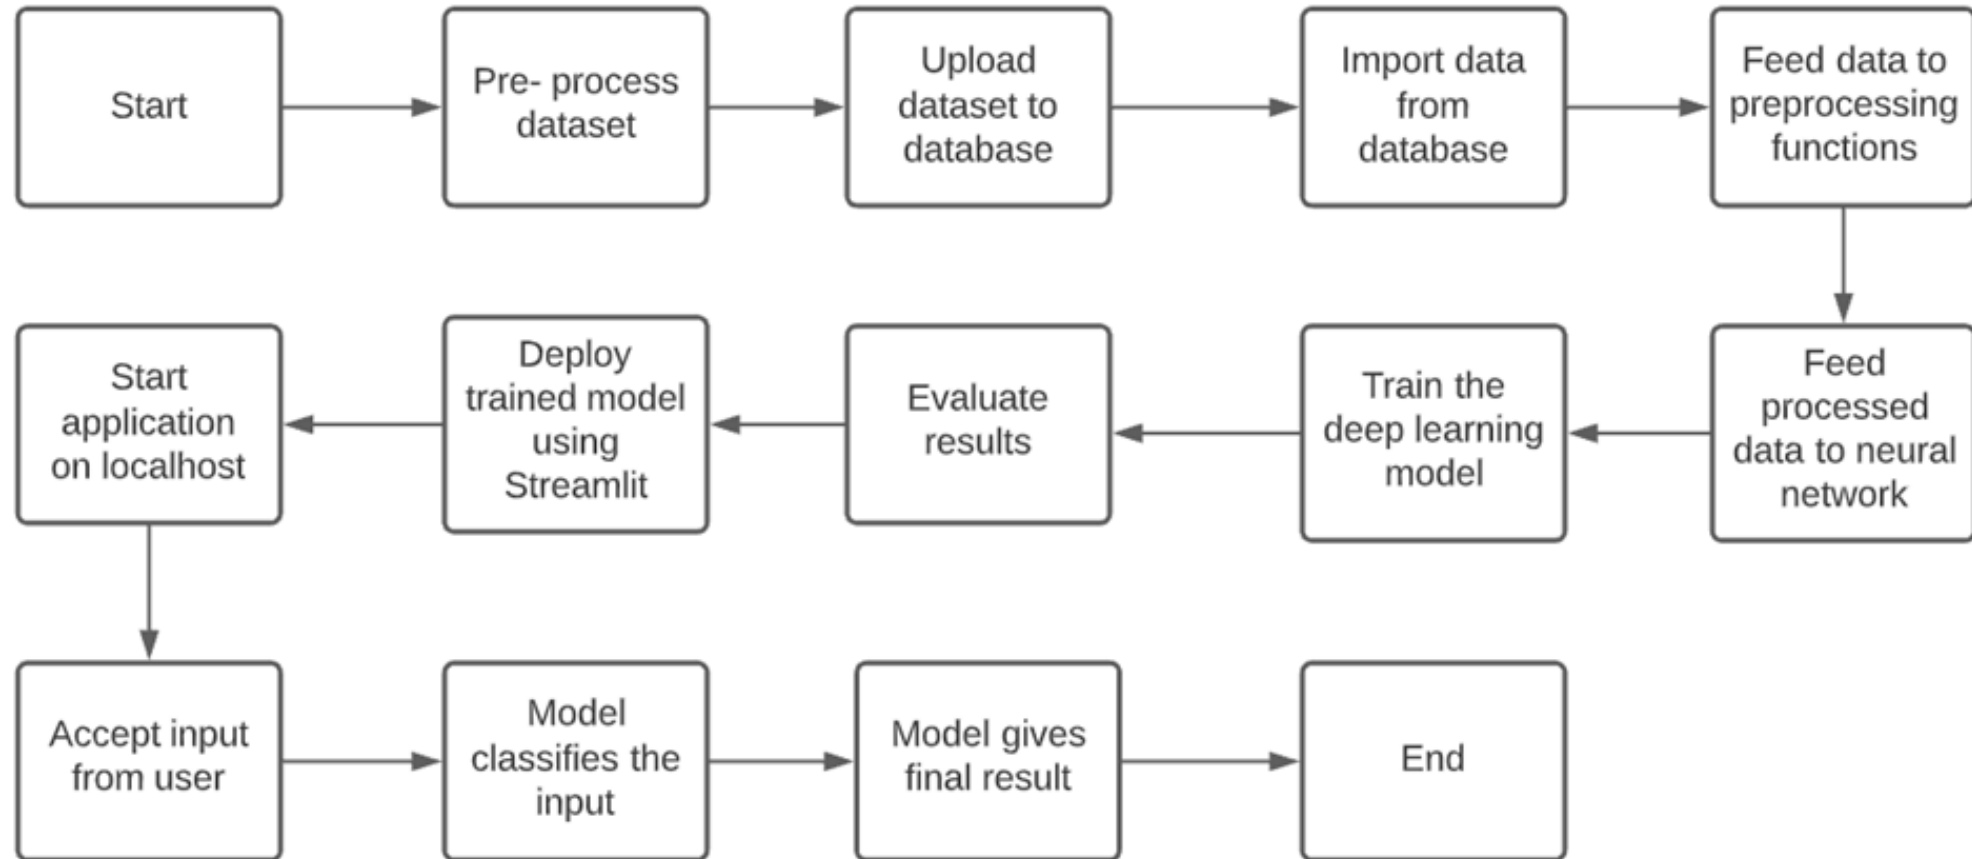 Start
Pre- process
dataset
Upload
dataset to
database
Import data
from
database
Feed data to
preprocessing
functions
Feed
processed
data to neural
network
Train the
deep learning
model
Evaluate
results
Deploy
trained model
using
Streamlit
Start
application
on localhost
Accept input
from user
Model
classifies the
input
Model gives
final result
End